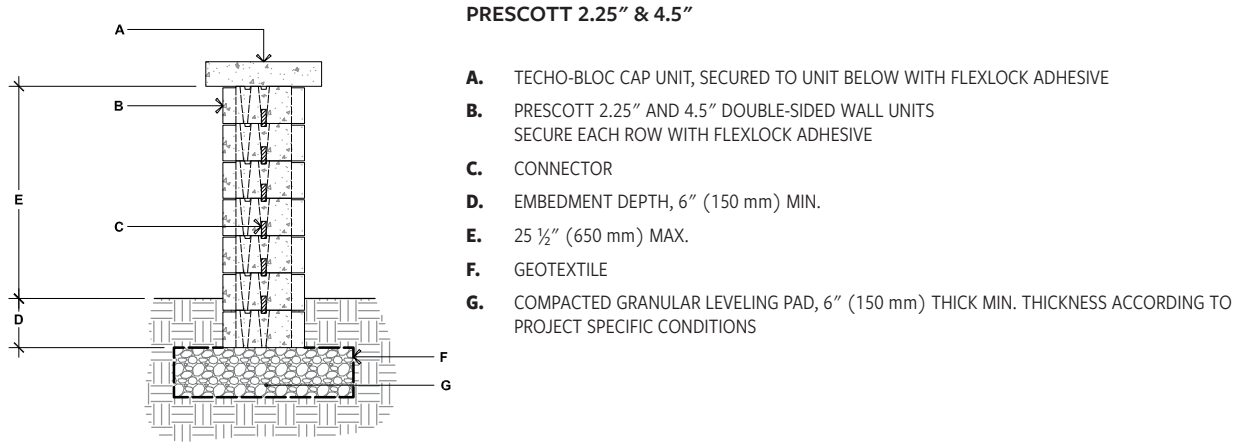 PRESCOTT 2.25″ & 4.5″
A
B
E
C
D
F
G
A. TECHO-BLOC CAP UNIT, SECURED TO UNIT BELOW WITH FLEXLOCK ADHESIVE
B. PRESCOTT 2.25″ AND 4.5″ DOUBLE-SIDED WALL UNITS
SECURE EACH ROW WITH FLEXLOCK ADHESIVE
C. CONNECTOR
D. EMBEDMENT DEPTH, 6″ (150 mm) MIN.
E. 25 ½″ (650 mm) MAX.
F. GEOTEXTILE
G. COMPACTED GRANULAR LEVELING PAD, 6″ (150 mm) THICK MIN. THICKNESS ACCORDING TO
PROJECT SPECIFIC CONDITIONS